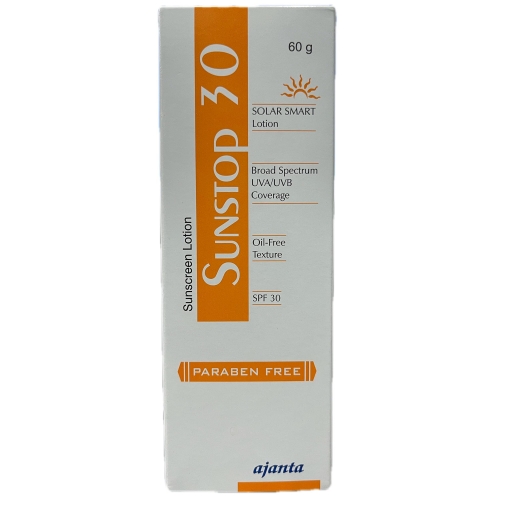 60 g
SUNSTOP 30
Sunscreen Lotion
SOLAR SMART
Lotion
Broad Spectrum
UVA/UVB
Coverage
Oil-Free
Texture
SPF 30
PARABEN FREE
ajanta